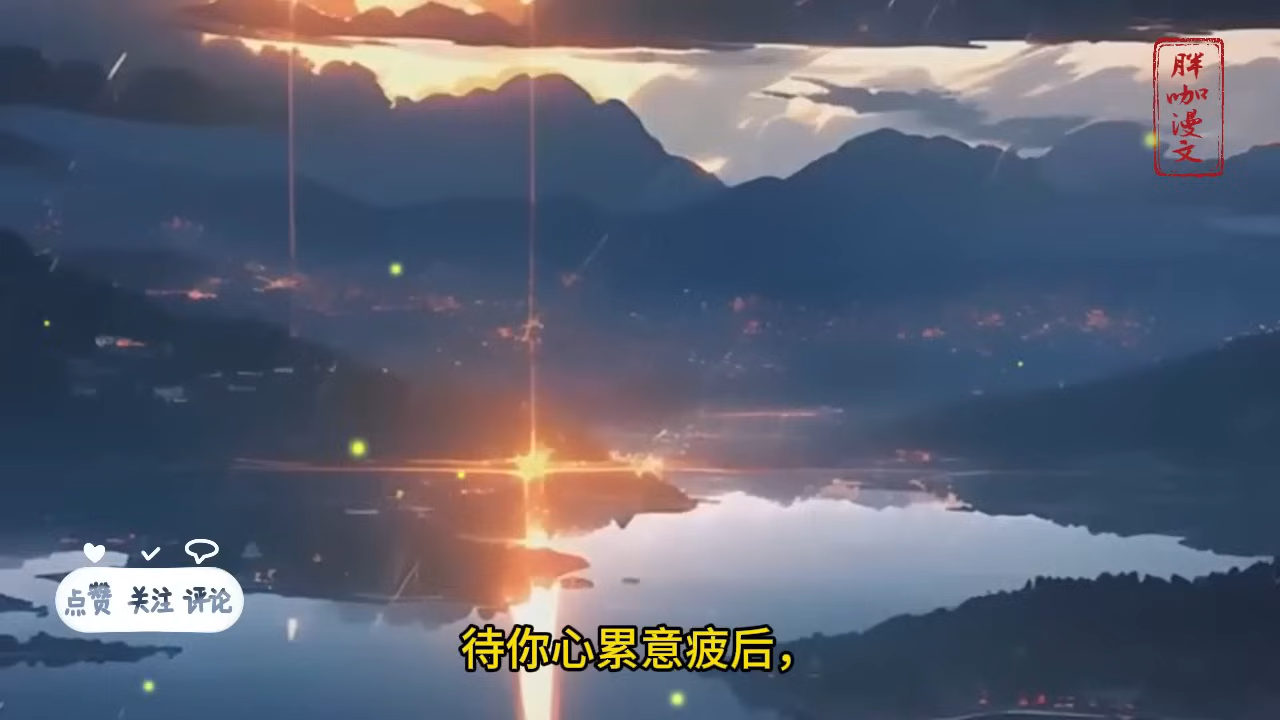 胖咖漫文
点赞 关注 评论
待你心累意疲后，